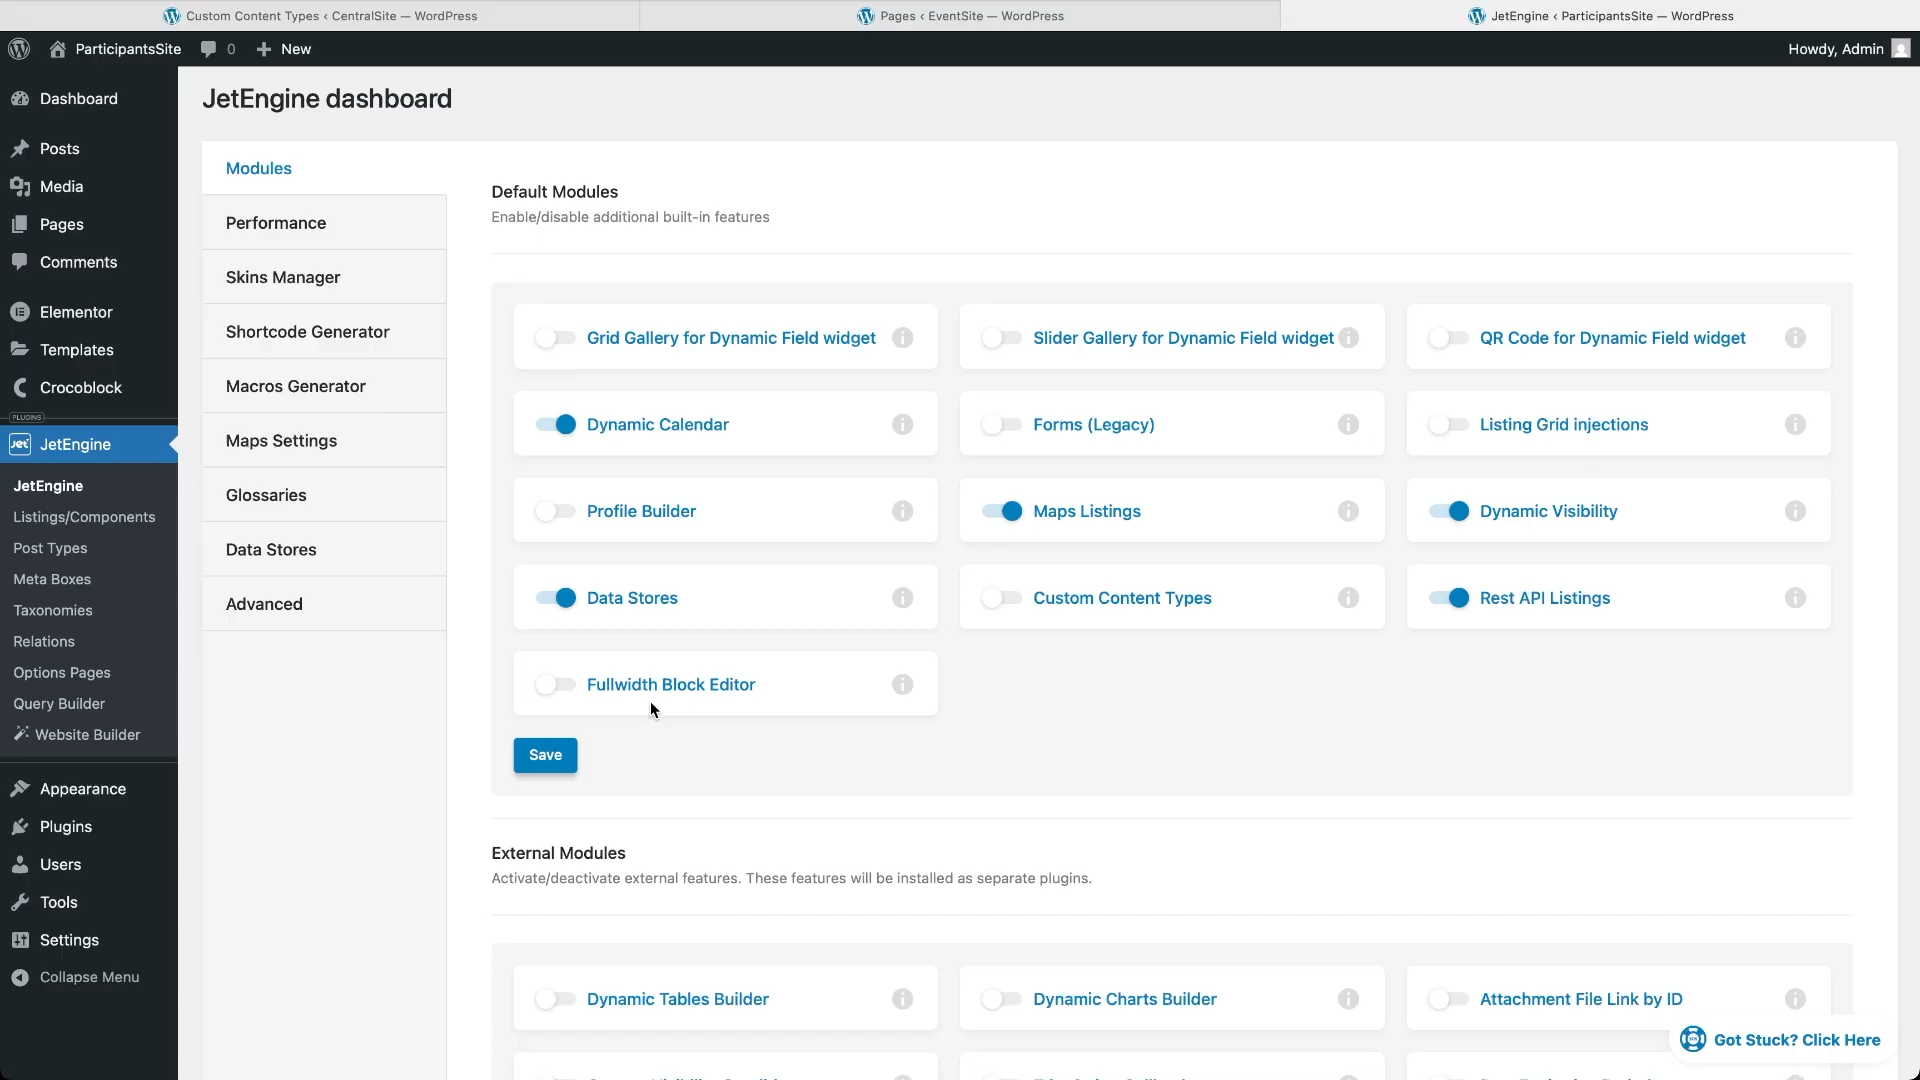 Custom Content Types ‹ CentralSite — WordPress
Pages ‹ EventSite — WordPress
JetEngine ‹ ParticipantsSite — WordPress
ParticipantsSite
0
New
Howdy, Admin
Dashboard
Posts
Media
Pages
Comments
Elementor
Templates
Crocoblock
PLUGINS
JetEngine
JetEngine
Listings/Components
Post Types
Meta Boxes
Taxonomies
Relations
Options Pages
Query Builder
Website Builder
Appearance
Plugins
Users
Tools
Settings
Collapse Menu
JetEngine dashboard
Modules
Performance
Skins Manager
Shortcode Generator
Macros Generator
Maps Settings
Glossaries
Data Stores
Advanced
Default Modules
Enable/disable additional built-in features
Grid Gallery for Dynamic Field widget
Slider Gallery for Dynamic Field widget
QR Code for Dynamic Field widget
Dynamic Calendar
Forms (Legacy)
Listing Grid injections
Profile Builder
Maps Listings
Dynamic Visibility
Data Stores
Custom Content Types
Rest API Listings
Fullwidth Block Editor
Save
External Modules
Activate/deactivate external features. These features will be installed as separate plugins.
Dynamic Tables Builder
Dynamic Charts Builder
Attachment File Link by ID
Got Stuck? Click Here